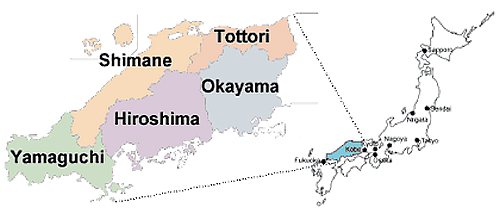 Tottori
Shimane
Okayama
Hiroshima
Yamaguchi
Sapporo
Sendai
Niigata
Nagoya
Tokyo
Kyoto
Kobe
Osaka
Fukuoka